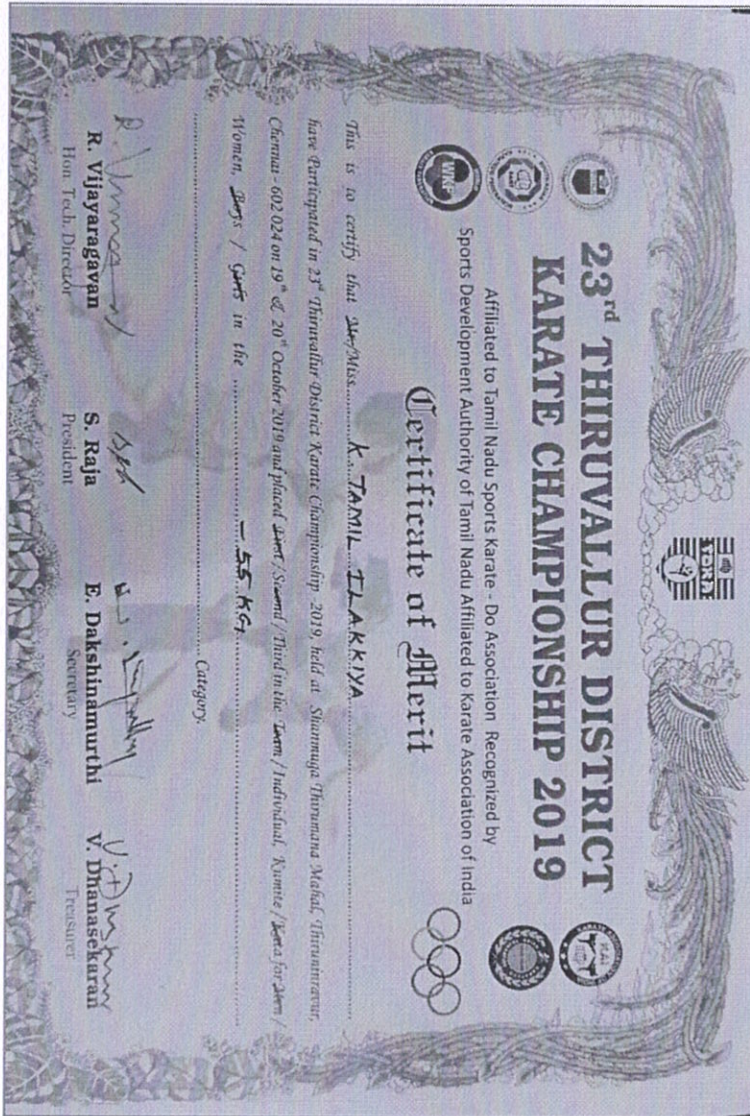 TDSKA
23rd THIRUVALLUR DISTRICT
KARATE CHAMPIONSHIP 2019
Affiliated to Tamil Nadu Sports Karate - Do Association Recognized by
Sports Development Authority of Tamil Nadu Affiliated to Karate Association of India
WKF
Certificate of Merit
This is to certify that Mr/Miss. K. TAMIL ILAKKIYA
have Participated in 23rd Thiruvallur District Karate Championship 2019, held at Shanmuga Thirumana Mahal, Thiruninravur,
Chennai - 602 024 on 19th & 20th October 2019 and placed First / Second / Third in the Team / Individual, Kumite / Kata for Men /
Women, Boys / Girls in the - 55 KG
Category.
R. Vijayaragavan
S. Raja
E. Dakshinamurthi
V. Dhanasekaran
Hon. Tech. Director
President
Secretary
Treasurer